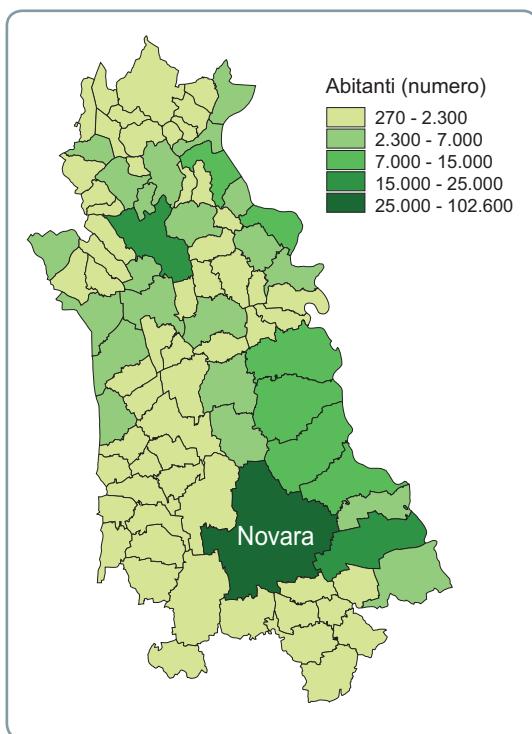 Abitanti (numero)
270 - 2.300
2.300 - 7.000
7.000 - 15.000
15.000 - 25.000
25.000 - 102.600
Novara